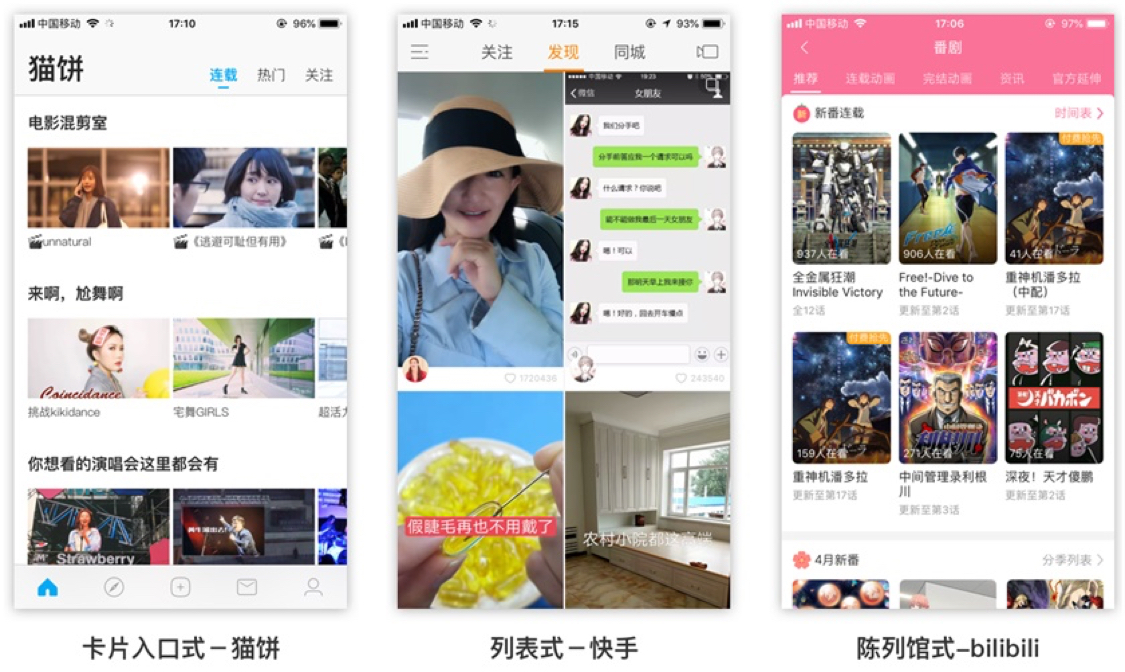 中国移动 17:10 96%
猫饼 连载 热门 关注
电影混剪室
unnatural 《逃避可耻但有用》
来啊，尬舞啊
Coincidance
挑战kikidance 宅舞GIRLS
你想看的演唱会这里都会有
Strawberry
卡片入口式－猫饼
中国移动 17:15 93%
关注 发现 同城
中国移动 19:23
微信 女朋友
我们分手吧
分手前答应我一个请求可以吗
什么请求？你说吧
能不能做我最后一天女朋友
嗯！可以
那明天早上我来接你
嗯！好的，回去开车慢点
1720436 243540
假睫毛再也不用戴了
农村小院都这高端
列表式－快手
中国移动 17:06 97%
番剧
推荐 连载动画 完结动画 资讯 官方延伸
新番连载 时间表
付费抢先
937人在看 906人在看 41人在看
全金属狂潮 Free!-Dive to 重神机潘多拉
Invisible Victory the Future- （中配）
全12话 更新至第2话 更新至第17话
付费抢先
159人在看 271人在看 75人在看
重神机潘多拉 中间管理录利根 深夜！天才傻鹏
川
更新至第17话 更新至第2话
更新至第3话
4月新番 分季列表
陈列馆式-bilibili